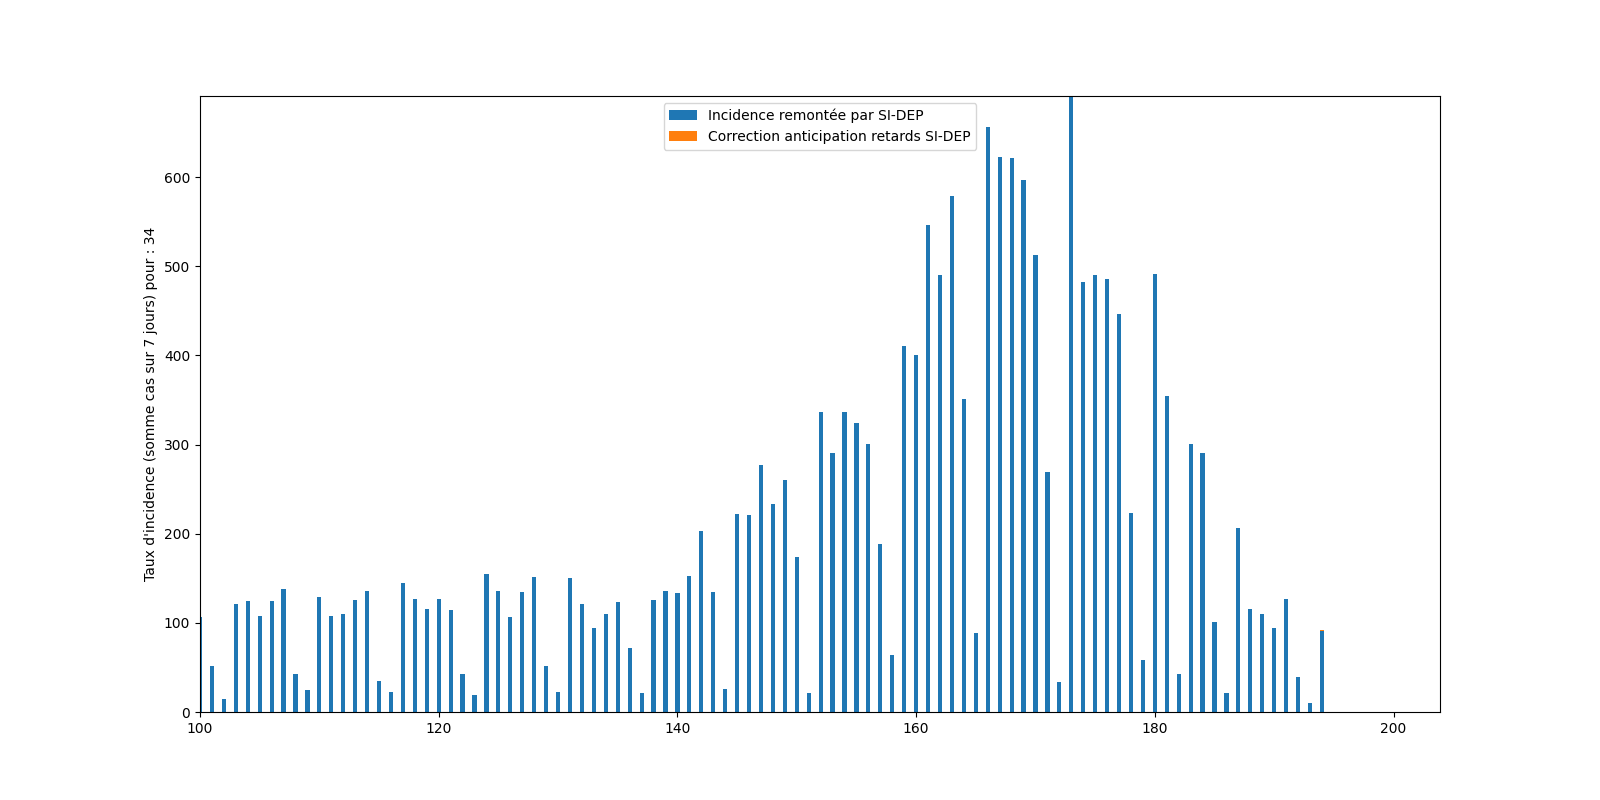 Incidence remontée par SI-DEP
Correction anticipation retards SI-DEP
Taux d'incidence (somme cas sur 7 jours) pour : 34
600
500
400
300
200
100
0
100 120 140 160 180 200